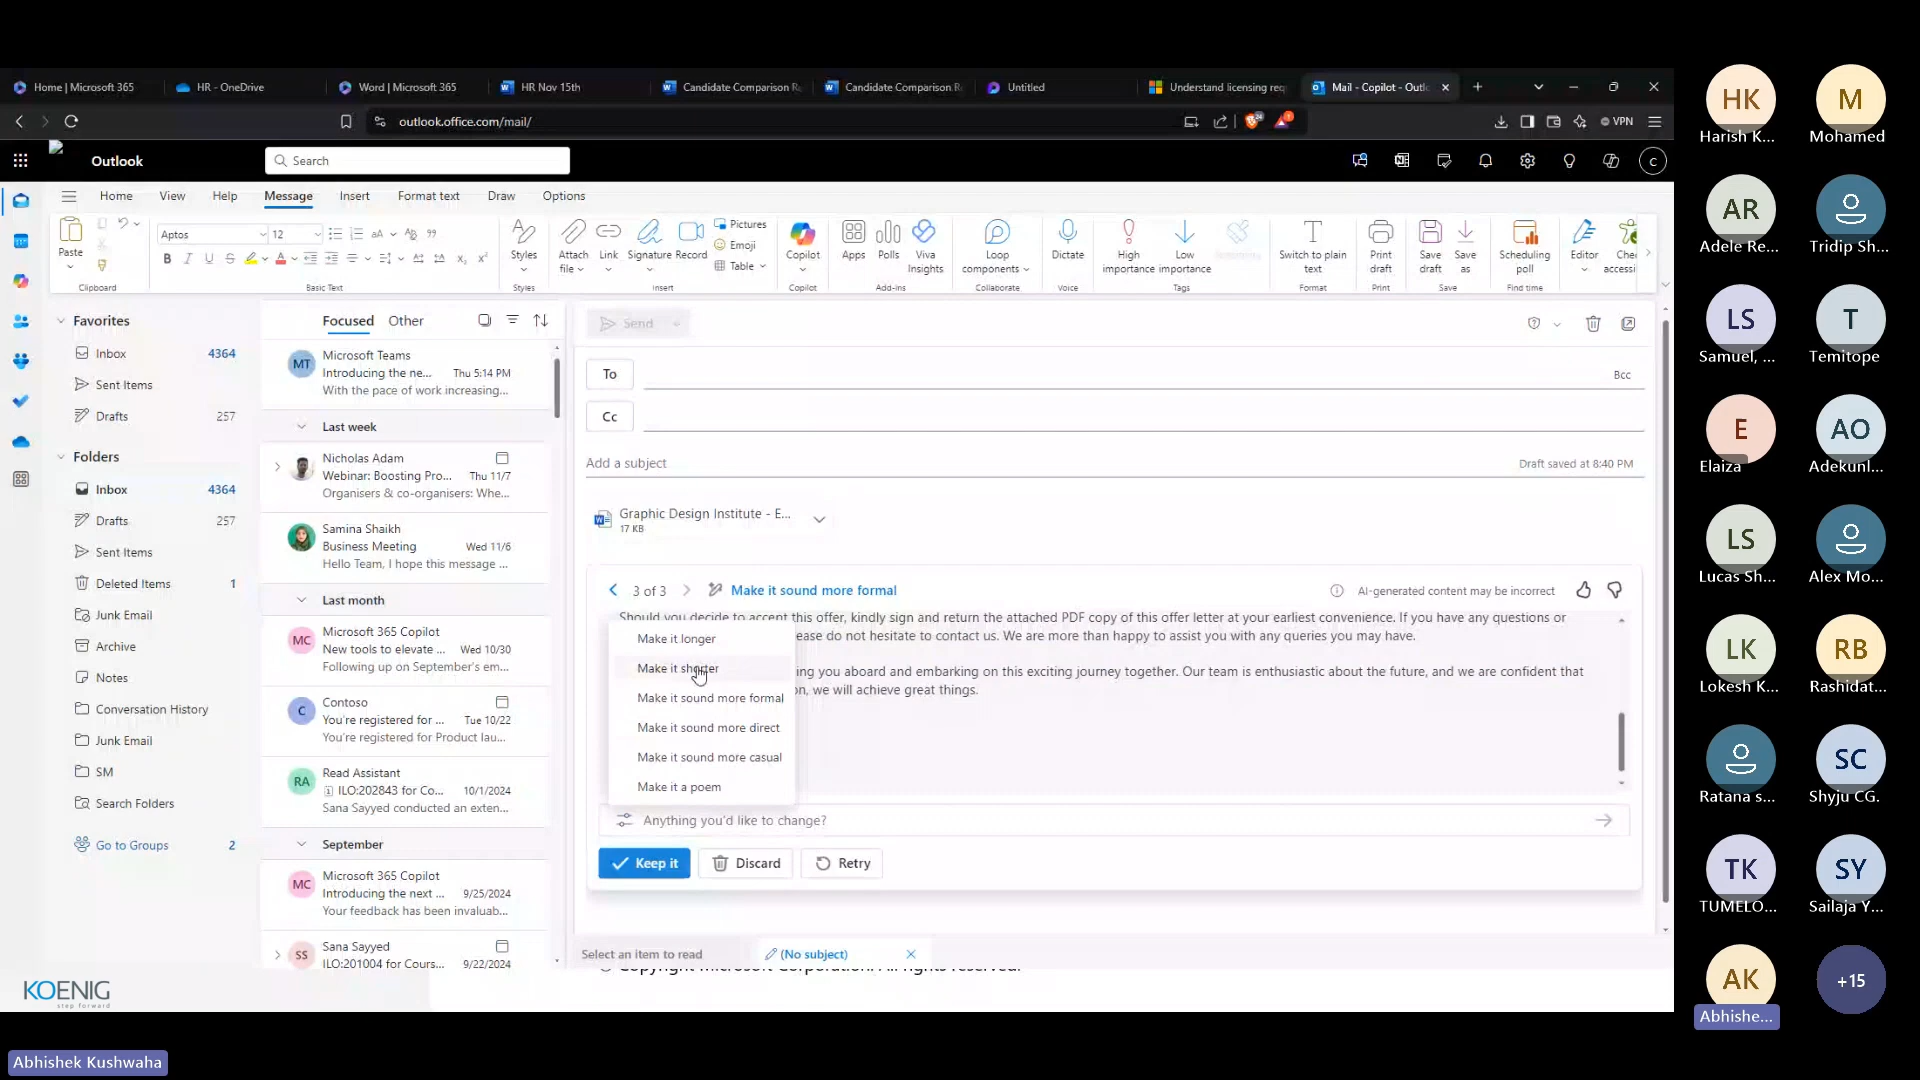 Home | Microsoft 365
HR - OneDrive
Word | Microsoft 365
HR Nov 15th
Candidate Comparison R
Candidate Comparison R
Untitled
Understand licensing req
Mail - Copilot - Outl
outlook.office.com/mail/
VPN
Outlook
Search
C
Home
View
Help
Message
Insert
Format text
Draw
Options
Paste
Clipboard
Aptos
12
Basic Text
Styles
Styles
Attach file
Link
Signature
Record
Pictures
Emoji
Table
Insert
Copilot
Copilot
Apps
Polls
Viva Insights
Add-ins
Loop components
Collaborate
Dictate
Voice
High importance
Low importance
Tags
Switch to plain text
Format
Print draft
Print
Save draft
Save as
Save
Scheduling poll
Find time
Editor
Favorites
Inbox 4364
Sent Items
Drafts 257
Folders
Inbox 4364
Drafts 257
Sent Items
Deleted Items 1
Junk Email
Archive
Notes
Conversation History
Junk Email
SM
Search Folders
Go to Groups 2
Focused
Other
MT
Microsoft Teams
Introducing the ne... Thu 5:14 PM
With the pace of work increasing...
Last week
Nicholas Adam
Webinar: Boosting Pro... Thu 11/7
Organisers & co-organisers: Whe...
Samina Shaikh
Business Meeting Wed 11/6
Hello Team, I hope this message ...
Last month
MC
Microsoft 365 Copilot
New tools to elevate ... Wed 10/30
Following up on September's em...
C
Contoso
You're registered for ... Tue 10/22
You're registered for Product lau...
RA
Read Assistant
ILO:202843 for Co... 10/1/2024
Sana Sayyed conducted an exten...
September
MC
Microsoft 365 Copilot
Introducing the next ... 9/25/2024
Your feedback has been invaluab...
SS
Sana Sayyed
ILO:201004 for Cours... 9/22/2024
Send
To
Bcc
Cc
Add a subject
Draft saved at 8:40 PM
Graphic Design Institute - E...
17 KB
3 of 3
Make it sound more formal
AI-generated content may be incorrect
Should you decide to accept this offer, kindly sign and return the attached PDF copy of this offer letter at your earliest convenience. If you have any questions or
ease do not hesitate to contact us. We are more than happy to assist you with any queries you may have.
ing you aboard and embarking on this exciting journey together. Our team is enthusiastic about the future, and we are confident that
on, we will achieve great things.
Make it longer
Make it shorter
Make it sound more formal
Make it sound more direct
Make it sound more casual
Make it a poem
Anything you'd like to change?
Keep it
Discard
Retry
Select an item to read
(No subject)
Copyright Microsoft Corporation. All rights reserved.
KOENIG
step forward
HK
Harish K...
M
Mohamed
AR
Adele Re...
Tridip Sh...
LS
Samuel, ...
T
Temitope
E
Elaiza
AO
Adekunl...
LS
Lucas Sh...
Alex Mo...
LK
Lokesh K...
RB
Rashidat...
Ratana s...
SC
Shyju CG.
TK
TUMELO...
SY
Sailaja Y...
AK
Abhishe...
+15
Abhishek Kushwaha